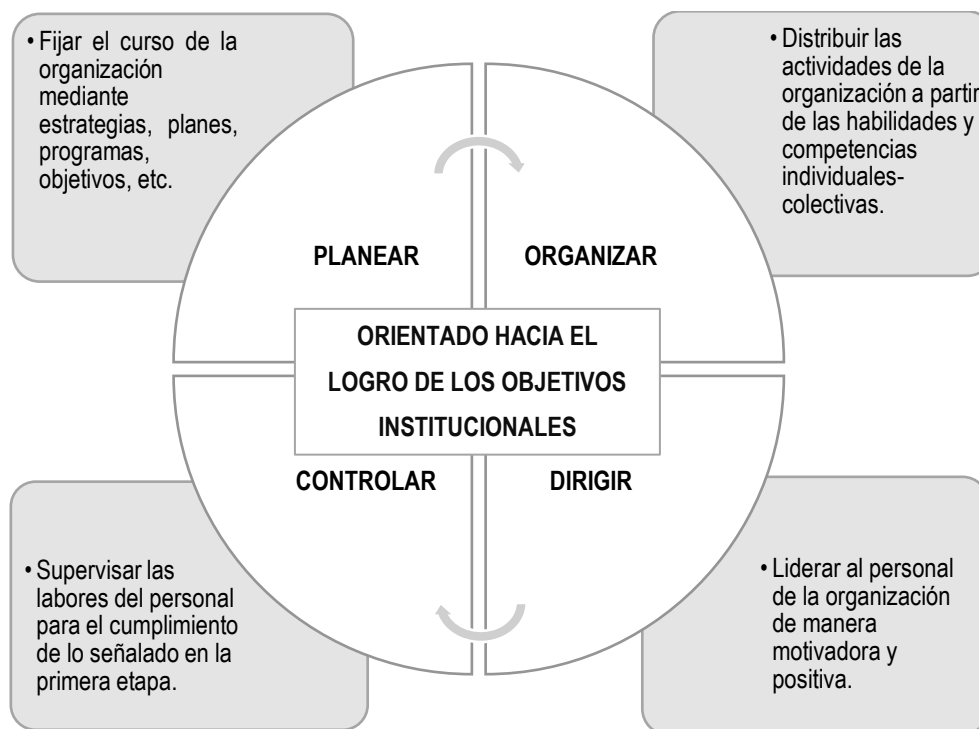 • Fijar el curso de la
organización
mediante
estrategias, planes,
programas,
objetivos, etc.
• Distribuir las
actividades de la
organización a partir
de las habilidades y
competencias
individuales-
colectivas.
PLANEAR
ORGANIZAR
ORIENTADO HACIA EL
LOGRO DE LOS OBJETIVOS
INSTITUCIONALES
CONTROLAR
DIRIGIR
• Supervisar las
labores del personal
para el cumplimiento
de lo señalado en la
primera etapa.
• Liderar al personal
de la organización
de manera
motivadora y
positiva.